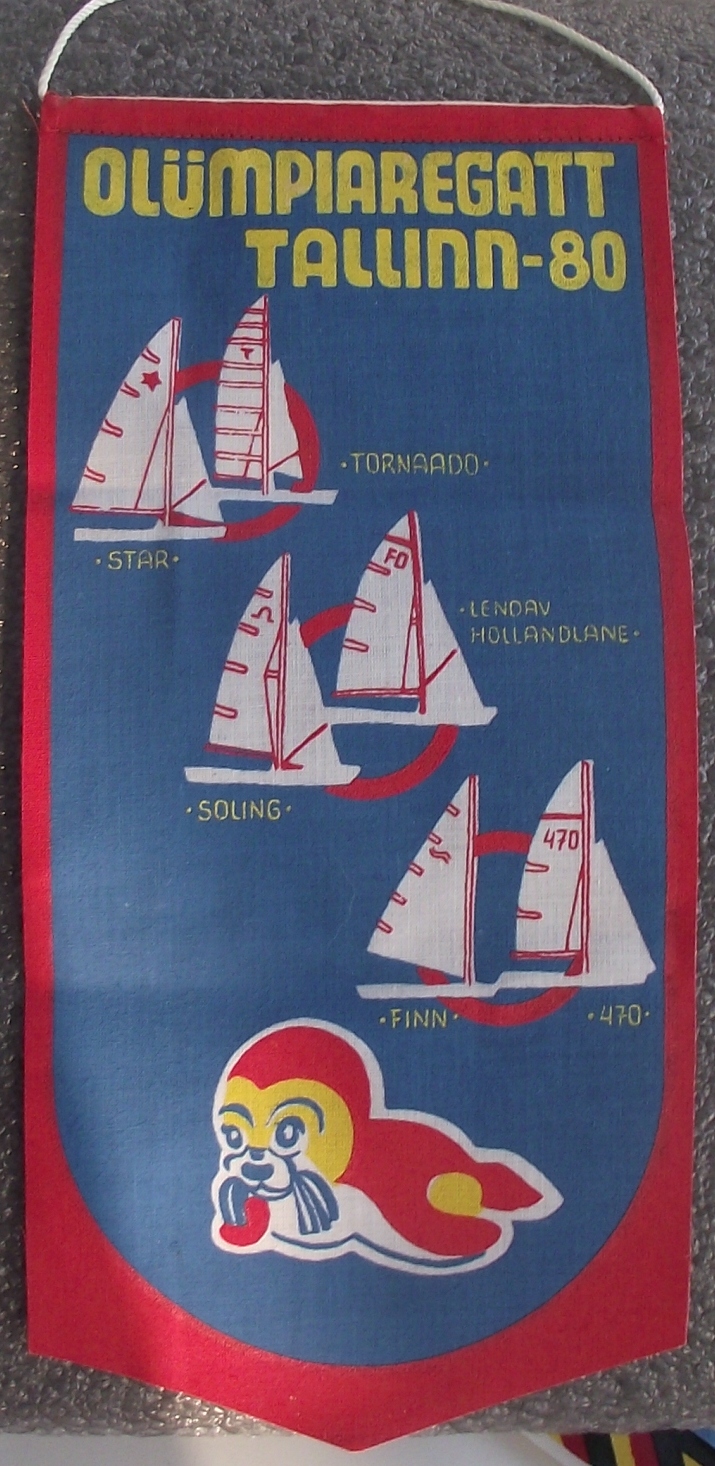 OLÜMPIAREGATT
TALLINN-80
T
·TORNAADO·
·STAR·
FD
·LENDAV
HOLLANDLANE·
·SOLING·
470
·FINN·
·470·